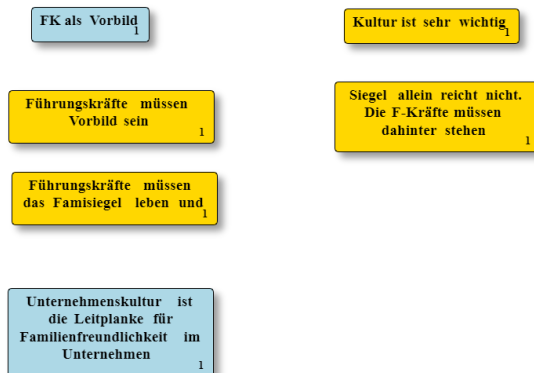 FK als Vorbild
1
Kultur ist sehr wichtig
1
Führungskräfte müssen
Vorbild sein
1
Siegel allein reicht nicht.
Die F-Kräfte müssen
dahinter stehen
1
Führungskräfte müssen
das Famisiegel leben und
1
Unternehmenskultur ist
die Leitplanke für
Familienfreundlichkeit im
Unternehmen
1